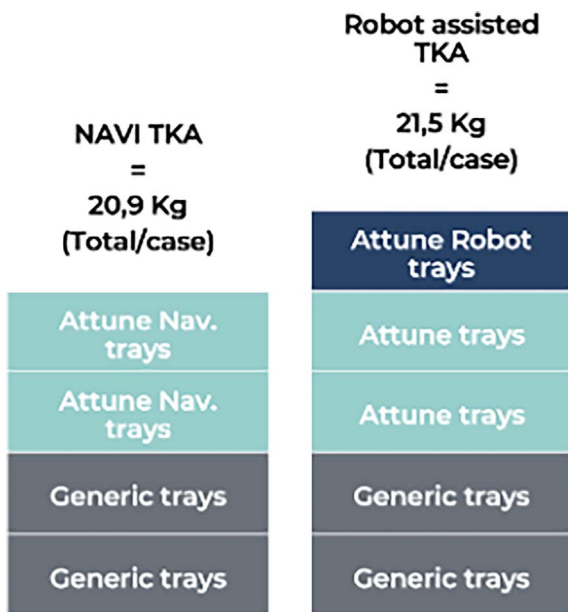 NAVI TKA
=
20,9 Kg
(Total/case)
Attune Nav.
trays
Attune Nav.
trays
Generic trays
Generic trays
Robot assisted
TKA
=
21,5 Kg
(Total/case)
Attune Robot
trays
Attune trays
Attune trays
Generic trays
Generic trays